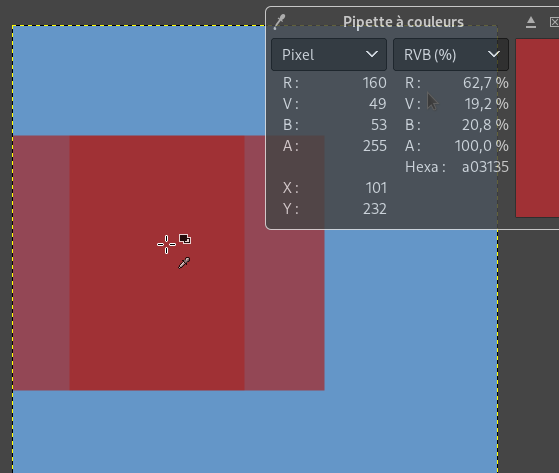 Pipette à couleurs
Pixel RVB (%)
R : 160 R : 62,7 %
V : 49 V : 19,2 %
B : 53 B : 20,8 %
A : 255 A : 100,0 %
Hexa : a03135
X : 101
Y : 232